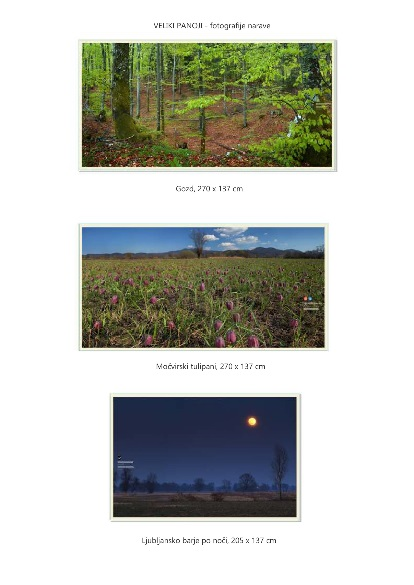 VELIKI PANOJI - fotografije narave
Gozd, 270 x 137 cm
Močvirski tulipani, 270 x 137 cm
Ljubljansko barje po noči, 205 x 137 cm